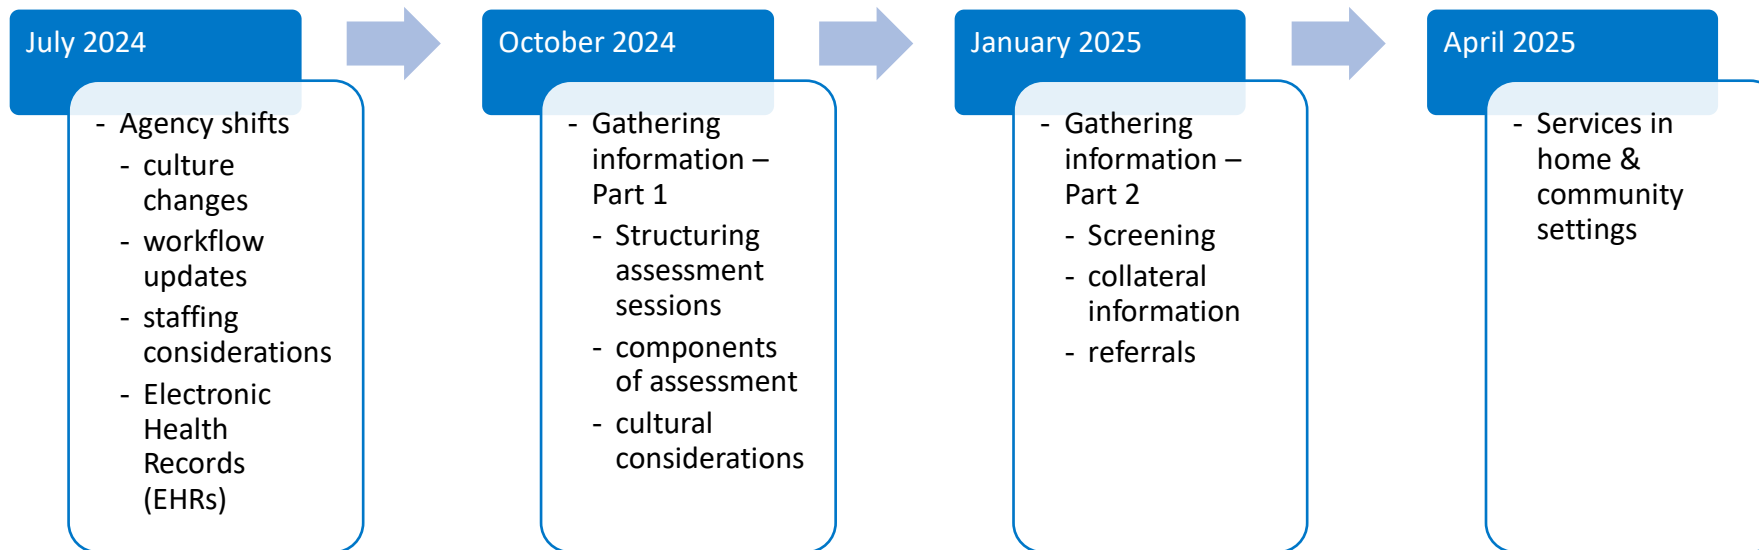 July 2024
- Agency shifts
- culture
changes
- workflow
updates
- staffing
considerations
- Electronic
Health
Records
(EHRs)
October 2024
- Gathering
information –
Part 1
- Structuring
assessment
sessions
- components
of assessment
- cultural
considerations
January 2025
- Gathering
information –
Part 2
- Screening
- collateral
information
- referrals
April 2025
- Services in
home &
community
settings